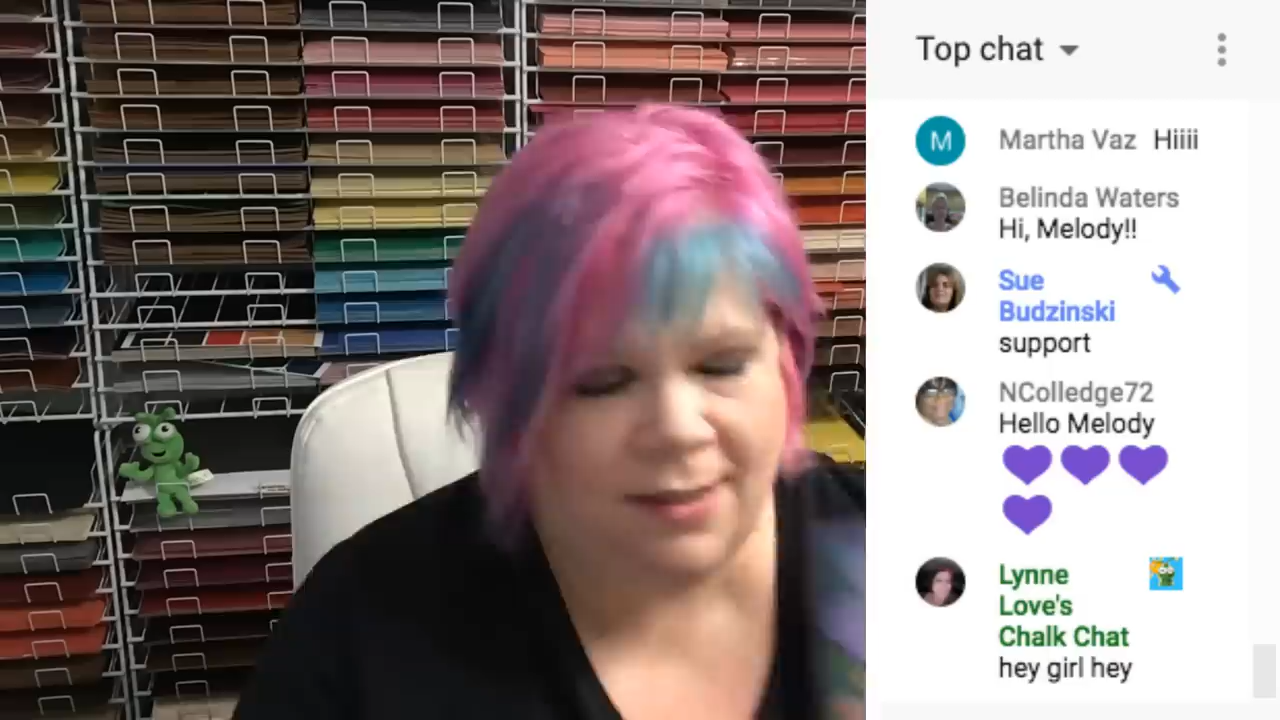 Top chat
Martha Vaz Hiiii
Belinda Waters
Hi, Melody!!
Sue
Budzinski
support
NColledge72
Hello Melody
Lynne
Love's
Chalk Chat
hey girl hey